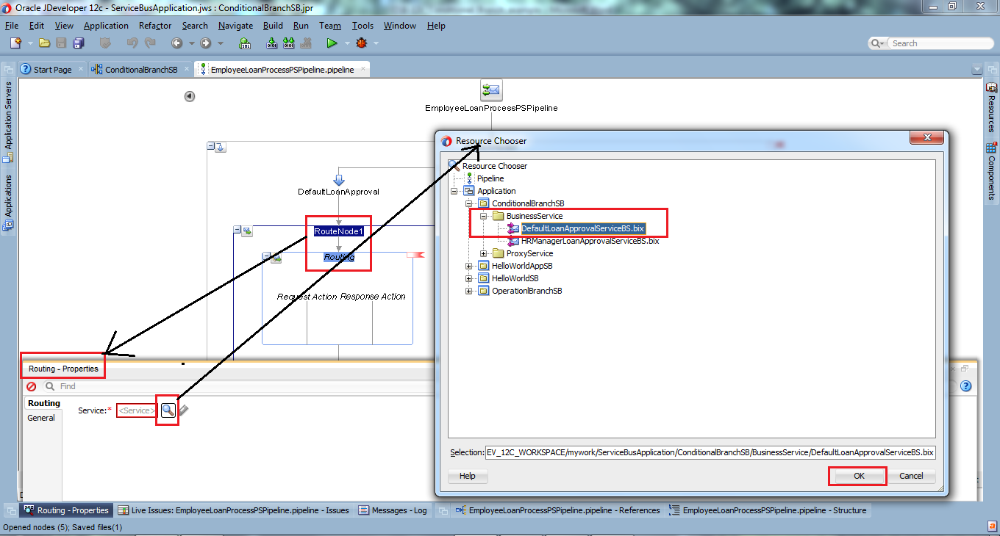 Oracle JDeveloper 12c - ServiceBusApplication.jws : ConditionalBranchSB.jpr
File Edit View Application Refactor Search Navigate Build Run Team Tools Window Help
Search
Start Page
ConditionalBranchSB
EmployeeLoanProcessPSPipeline.pipeline
Application Servers
Applications
Resources
Components
EmployeeLoanProcessPSPipeline
DefaultLoanApproval
RouteNode1
Routing
Request Action Response Action
Resource Chooser
Resource Chooser
Pipeline
Application
ConditionalBranchSB
BusinessService
DefaultLoanApprovalServiceBS.bix
HRManagerLoanApprovalServiceBS.bix
ProxyService
HelloWorldAppSB
HelloWorldSB
OperationlBranchSB
Selection: EV_12C_WORKSPACE/mywork/ServiceBusApplication/ConditionalBranchSB/BusinessService/DefaultLoanApprovalServiceBS.bix
Help OK Cancel
Routing - Properties
Find
Routing
General
Service:* <Service>
Routing - Properties
Live Issues: EmployeeLoanProcessPSPipeline.pipeline - Issues
Messages - Log
EmployeeLoanProcessPSPipeline.pipeline - References
EmployeeLoanProcessPSPipeline.pipeline - Structure
Opened nodes (5); Saved files(1)